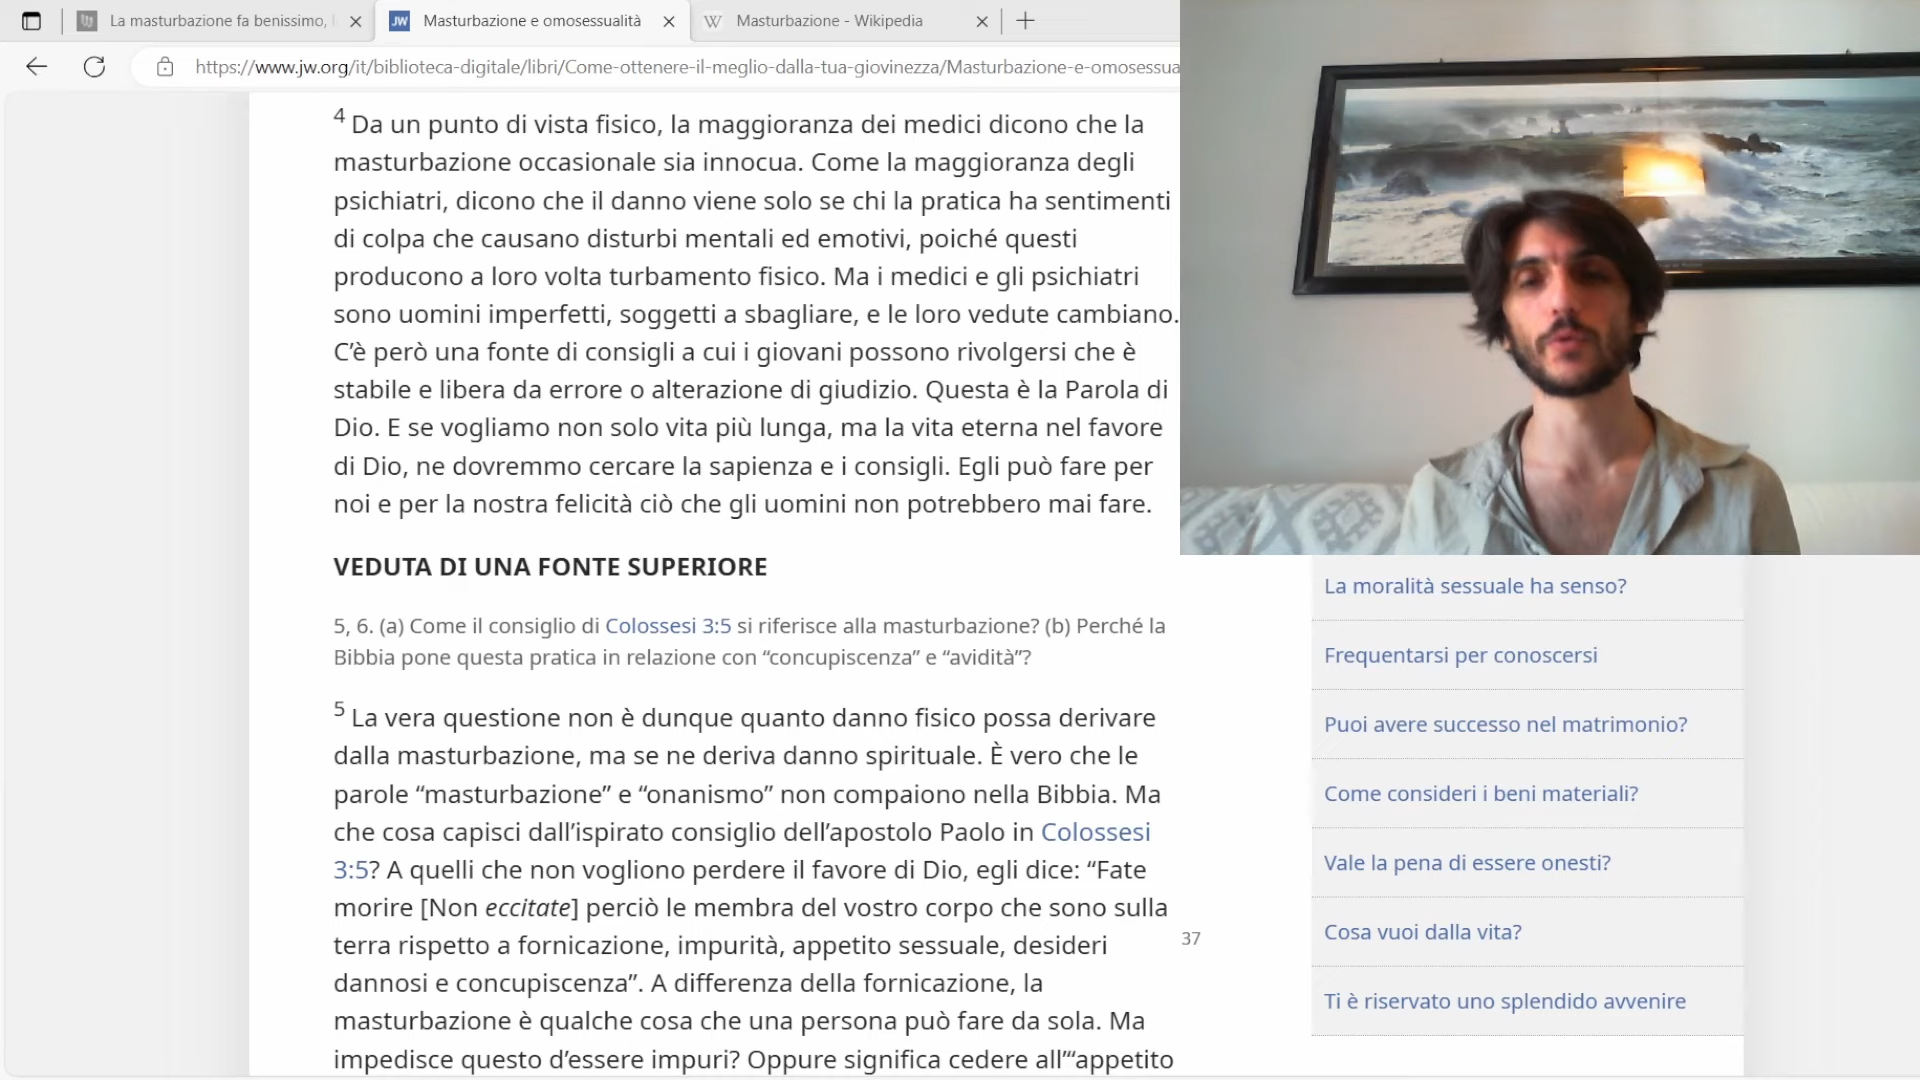 La masturbazione fa benissimo,
Masturbazione e omosessualità
Masturbazione - Wikipedia
https://www.jw.org/it/biblioteca-digitale/libri/Come-ottenere-il-meglio-dalla-tua-giovinezza/Masturbazione-e-omosessua
4 Da un punto di vista fisico, la maggioranza dei medici dicono che la
masturbazione occasionale sia innocua. Come la maggioranza degli
psichiatri, dicono che il danno viene solo se chi la pratica ha sentimenti
di colpa che causano disturbi mentali ed emotivi, poiché questi
producono a loro volta turbamento fisico. Ma i medici e gli psichiatri
sono uomini imperfetti, soggetti a sbagliare, e le loro vedute cambiano.
C’è però una fonte di consigli a cui i giovani possono rivolgersi che è
stabile e libera da errore o alterazione di giudizio. Questa è la Parola di
Dio. E se vogliamo non solo vita più lunga, ma la vita eterna nel favore
di Dio, ne dovremmo cercare la sapienza e i consigli. Egli può fare per
noi e per la nostra felicità ciò che gli uomini non potrebbero mai fare.
VEDUTA DI UNA FONTE SUPERIORE
5, 6. (a) Come il consiglio di Colossesi 3:5 si riferisce alla masturbazione? (b) Perché la
Bibbia pone questa pratica in relazione con “concupiscenza” e “avidità”?
5 La vera questione non è dunque quanto danno fisico possa derivare
dalla masturbazione, ma se ne deriva danno spirituale. È vero che le
parole “masturbazione” e “onanismo” non compaiono nella Bibbia. Ma
che cosa capisci dall’ispirato consiglio dell’apostolo Paolo in Colossesi
3:5? A quelli che non vogliono perdere il favore di Dio, egli dice: “Fate
morire [Non eccitate] perciò le membra del vostro corpo che sono sulla
terra rispetto a fornicazione, impurità, appetito sessuale, desideri
dannosi e concupiscenza”. A differenza della fornicazione, la
masturbazione è qualche cosa che una persona può fare da sola. Ma
impedisce questo d’essere impuri? Oppure significa cedere all’“appetito
37
La moralità sessuale ha senso?
Frequentarsi per conoscersi
Puoi avere successo nel matrimonio?
Come consideri i beni materiali?
Vale la pena di essere onesti?
Cosa vuoi dalla vita?
Ti è riservato uno splendido avvenire
JW
W